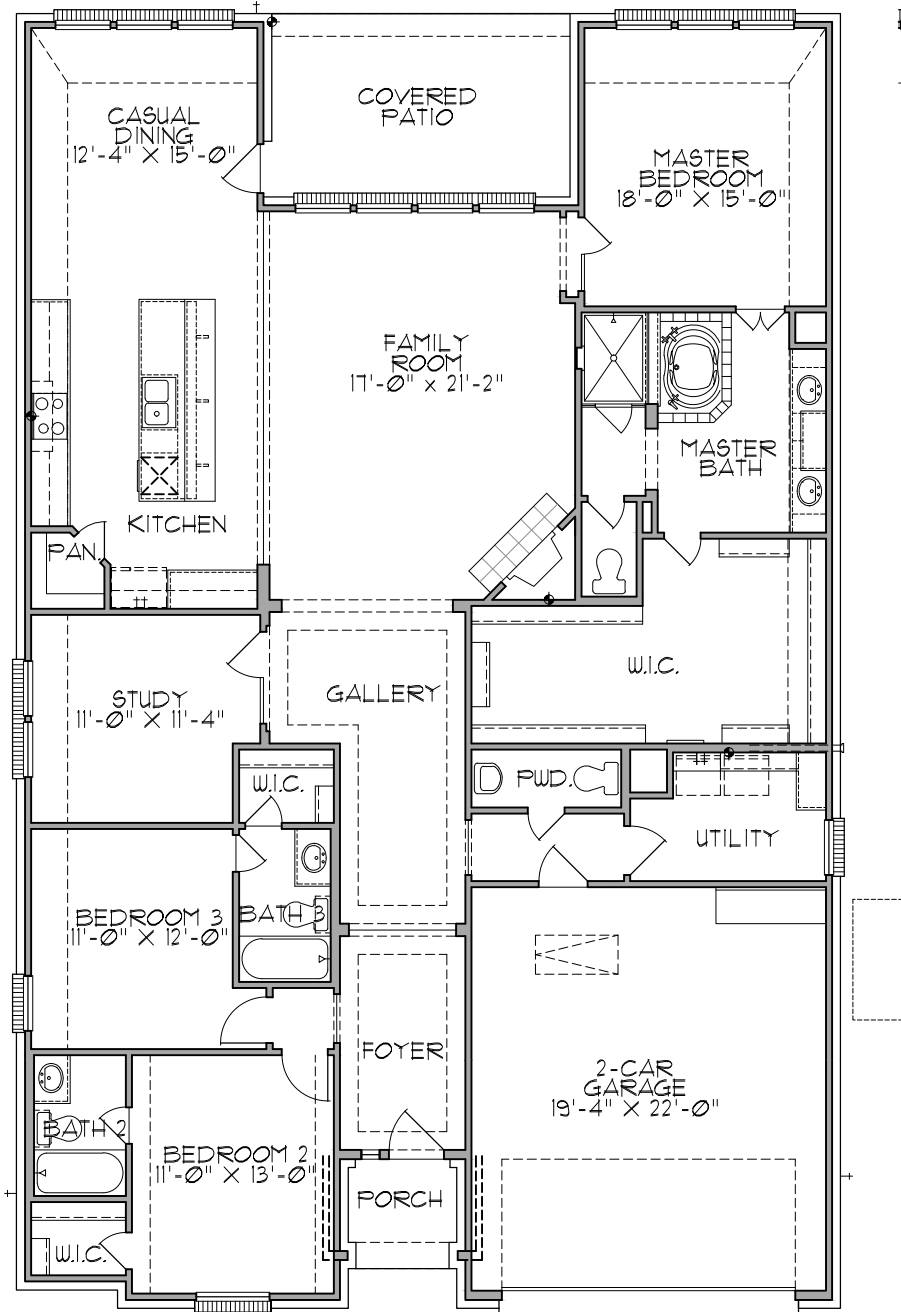 COVERED
PATIO
CASUAL
DINING
12'-4" X 15'-0"
MASTER
BEDROOM
18'-0" X 15'-0"
FAMILY
ROOM
17'-0" x 21'-2"
MASTER
BATH
KITCHEN
PAN.
W.I.C.
GALLERY
STUDY
11'-0" X 11'-4"
W.I.C.
PWD.
UTILITY
BEDROOM 3
11'-0" X 12'-0"
BATH 3
FOYER
2-CAR
GARAGE
19'-4" X 22'-0"
BATH 2
BEDROOM 2
11'-0" X 13'-0"
PORCH
W.I.C.